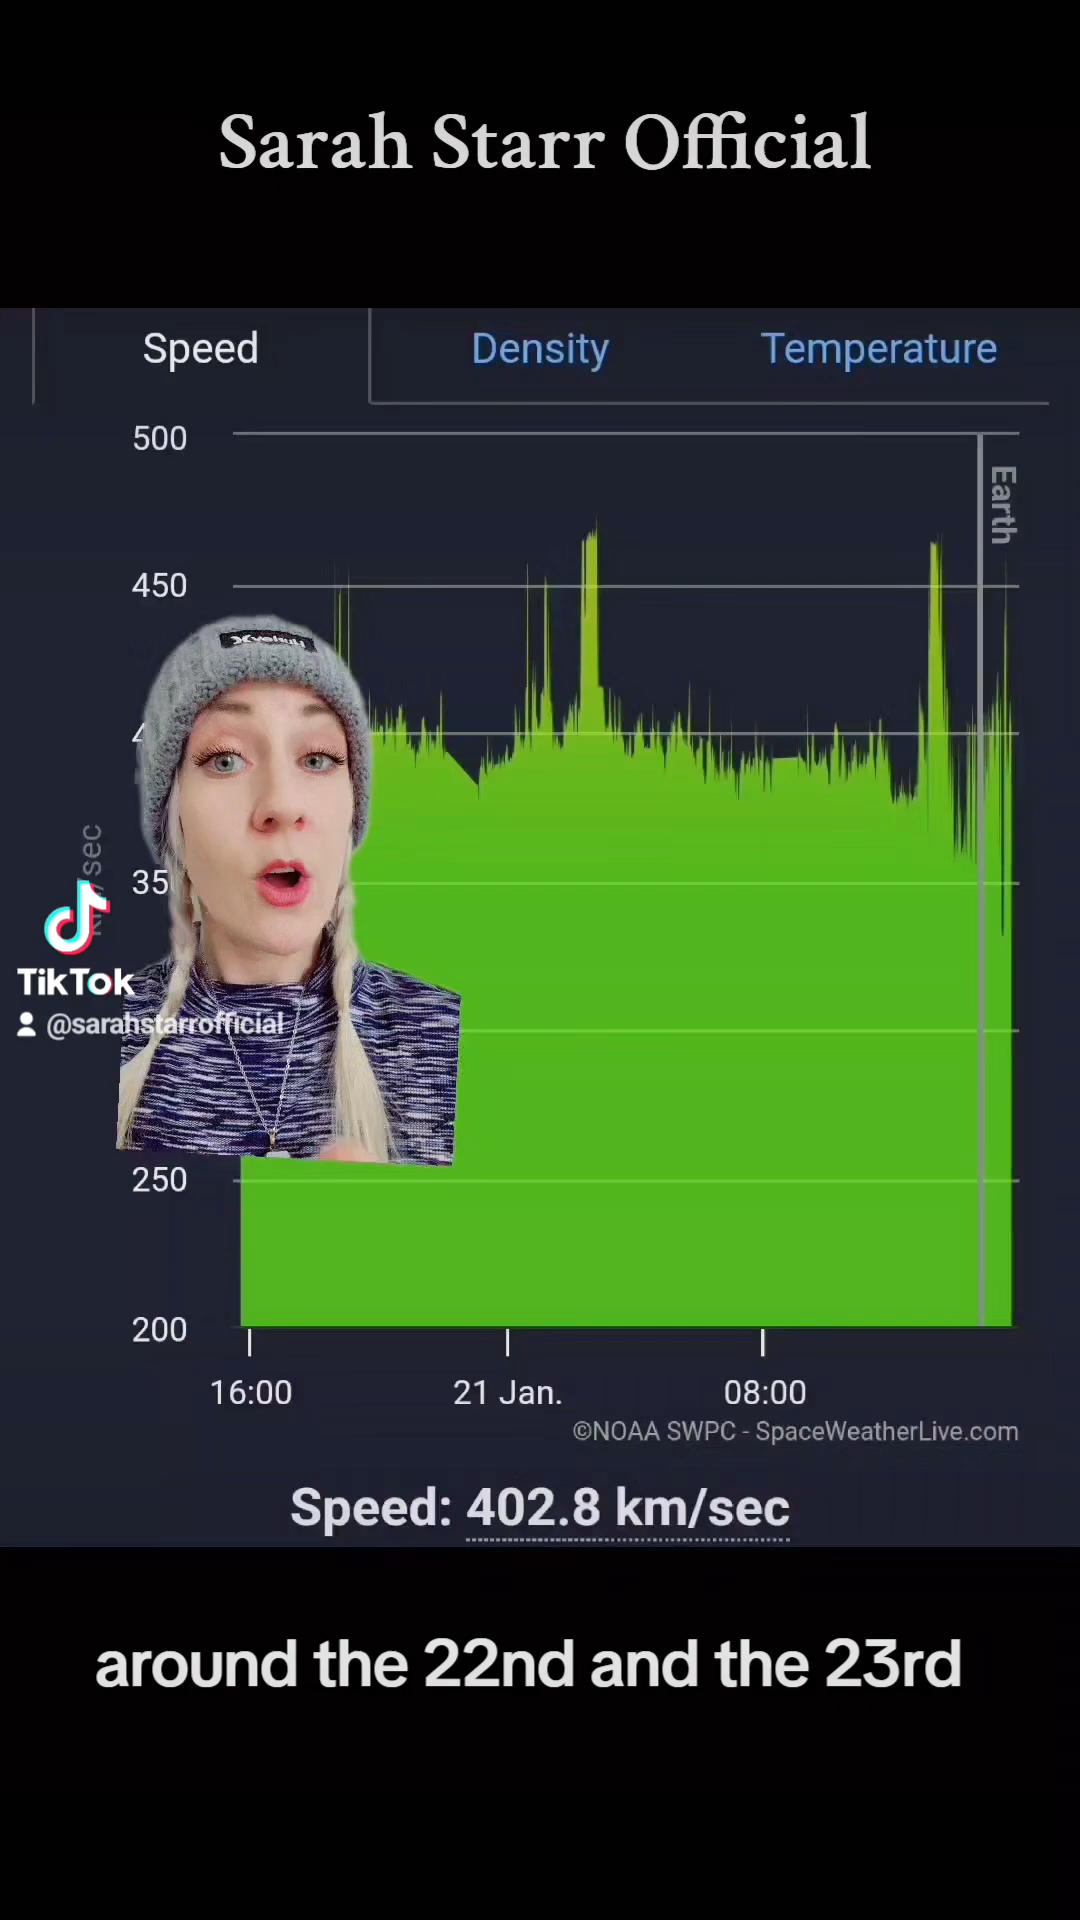 Sarah Starr Official
Speed Density Temperature
500
Earth
450
35
TikTok
@sarahstarrofficial
250
200
16:00 21 Jan. 08:00
©NOAA SWPC - SpaceWeatherLive.com
Speed: 402.8 km/sec
around the 22nd and the 23rd